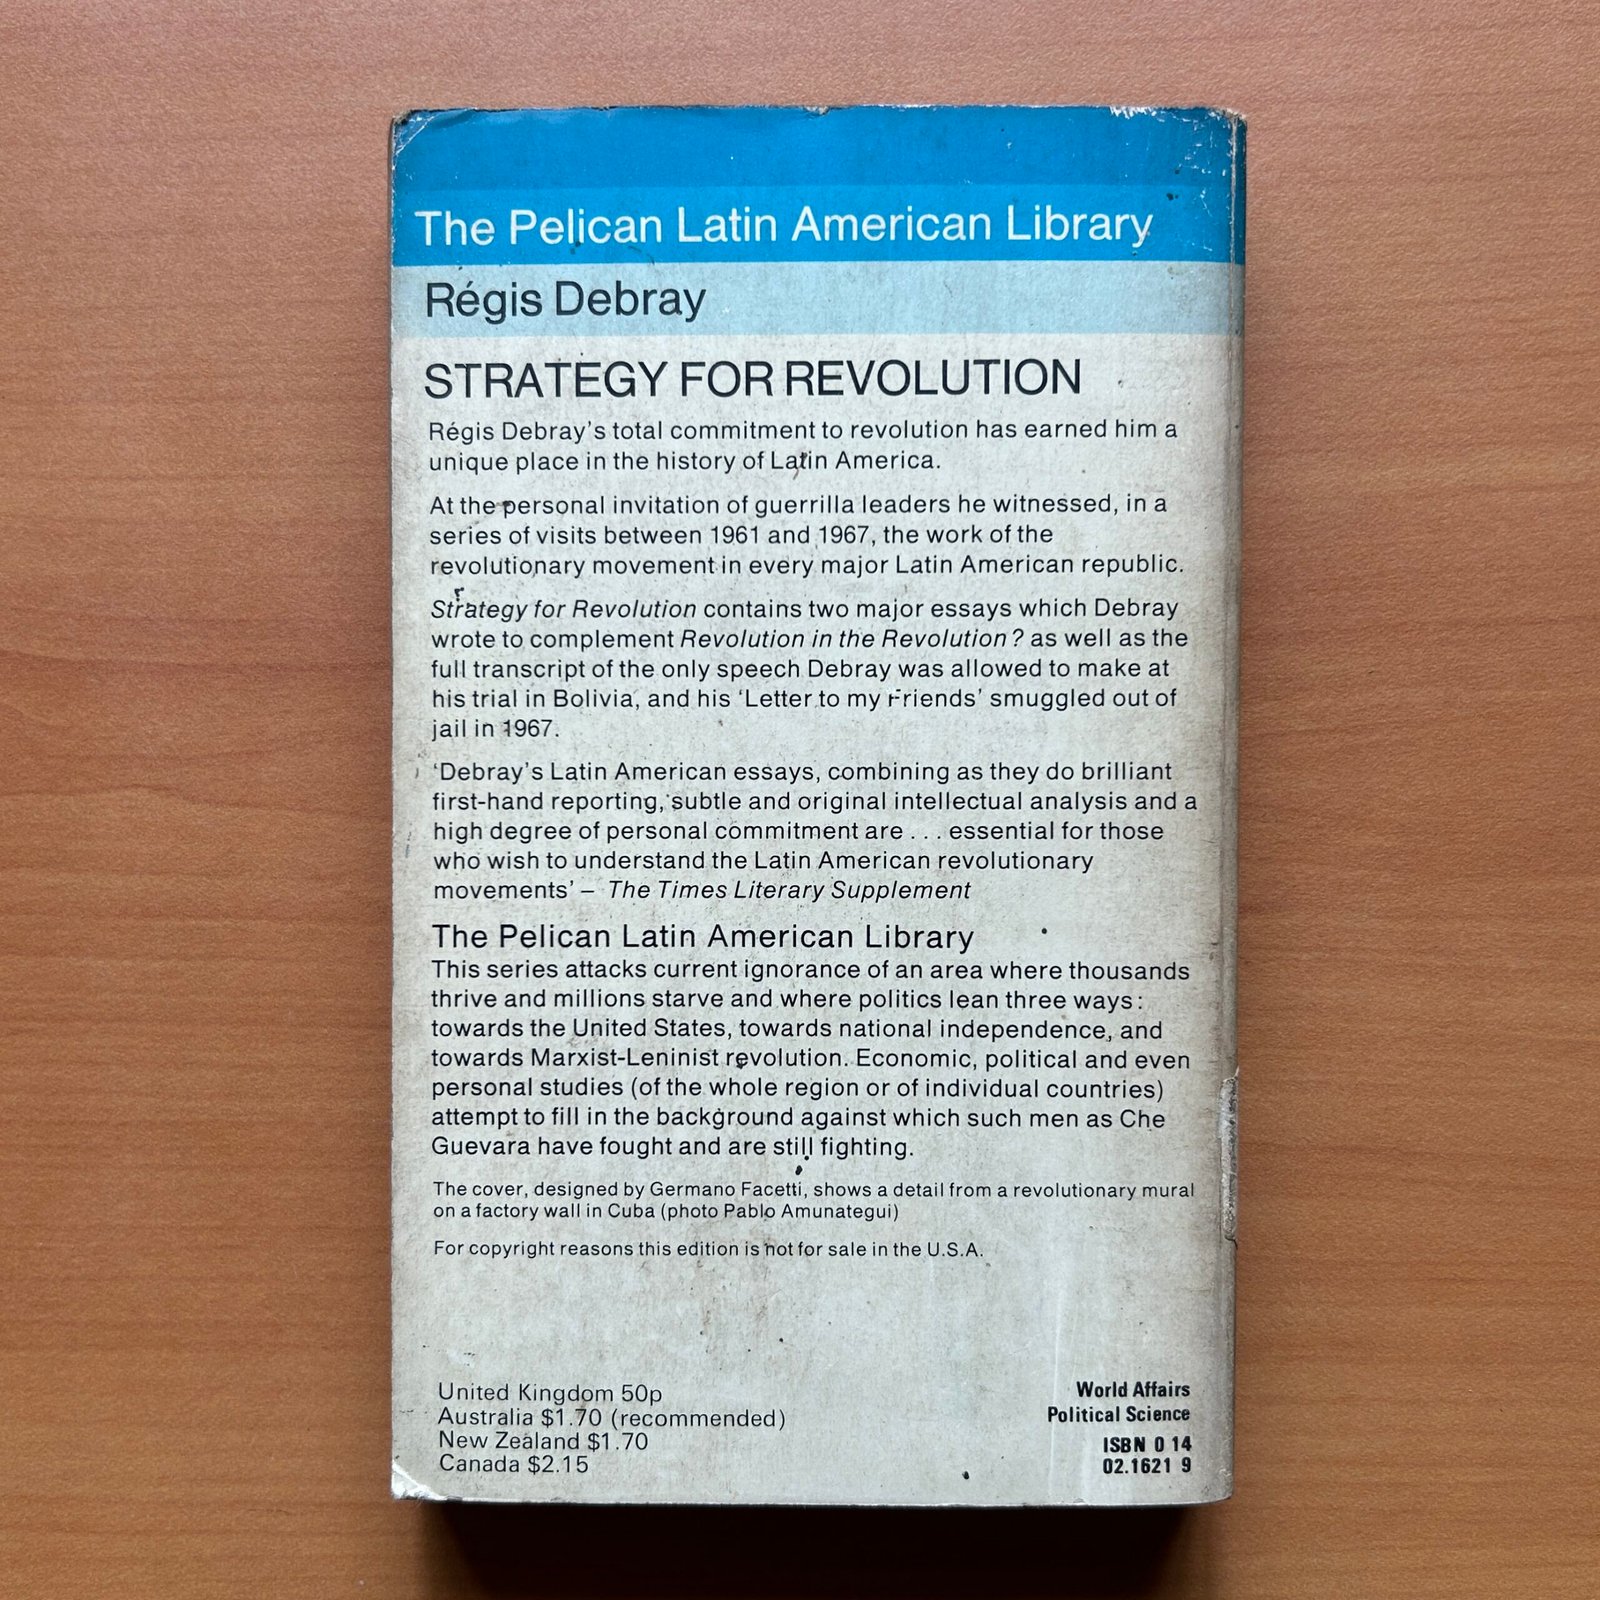 The Pelican Latin American Library
Régis Debray
STRATEGY FOR REVOLUTION
Régis Debray's total commitment to revolution has earned him a
unique place in the history of Latin America.
At the personal invitation of guerrilla leaders he witnessed, in a
series of visits between 1961 and 1967, the work of the
revolutionary movement in every major Latin American republic.
Strategy for Revolution contains two major essays which Debray
wrote to complement Revolution in the Revolution? as well as the
full transcript of the only speech Debray was allowed to make at
his trial in Bolivia, and his ‘Letter to my Friends’ smuggled out of
jail in 1967.
‘Debray's Latin American essays, combining as they do brilliant
first-hand reporting, subtle and original intellectual analysis and a
high degree of personal commitment are . . . essential for those
who wish to understand the Latin American revolutionary
movements’ – The Times Literary Supplement
The Pelican Latin American Library
This series attacks current ignorance of an area where thousands
thrive and millions starve and where politics lean three ways:
towards the United States, towards national independence, and
towards Marxist-Leninist revolution. Economic, political and even
personal studies (of the whole region or of individual countries)
attempt to fill in the background against which such men as Che
Guevara have fought and are still fighting.
The cover, designed by Germano Facetti, shows a detail from a revolutionary mural
on a factory wall in Cuba (photo Pablo Amunategui)
For copyright reasons this edition is not for sale in the U.S.A.
United Kingdom 50p
Australia $1.70 (recommended)
New Zealand $1.70
Canada $2.15
World Affairs
Political Science
ISBN 0 14
02.1621 9